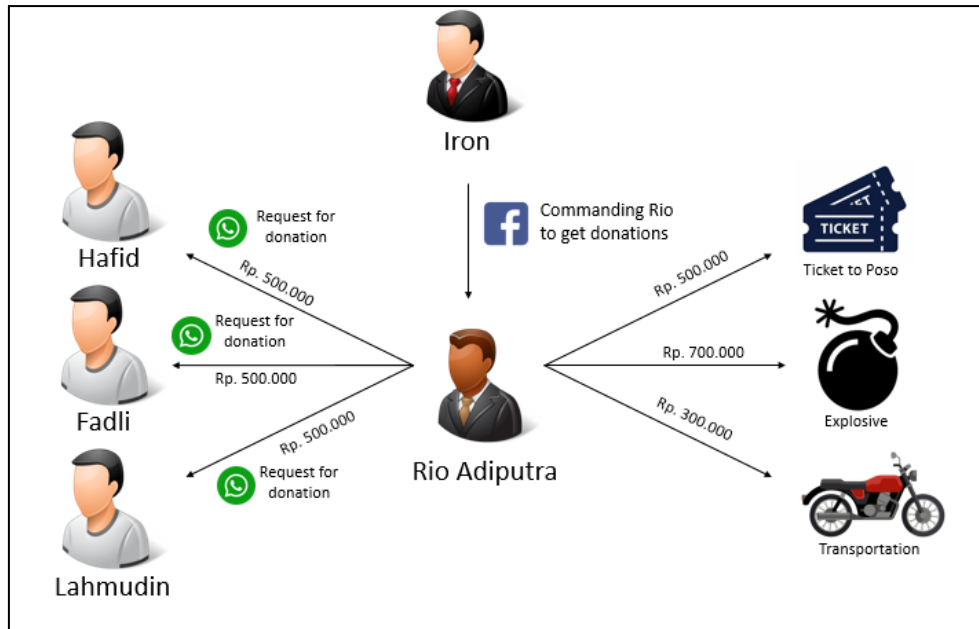 Iron
Commanding Rio
to get donations
Hafid
Request for
donation
Rp. 500.000
Fadli
Request for
donation
Rp. 500.000
Lahmudin
Rp. 500.000
Request for
donation
Rio Adiputra
Rp. 500.000
TICKET
Ticket to Poso
Rp. 700.000
Explosive
Rp. 300.000
Transportation